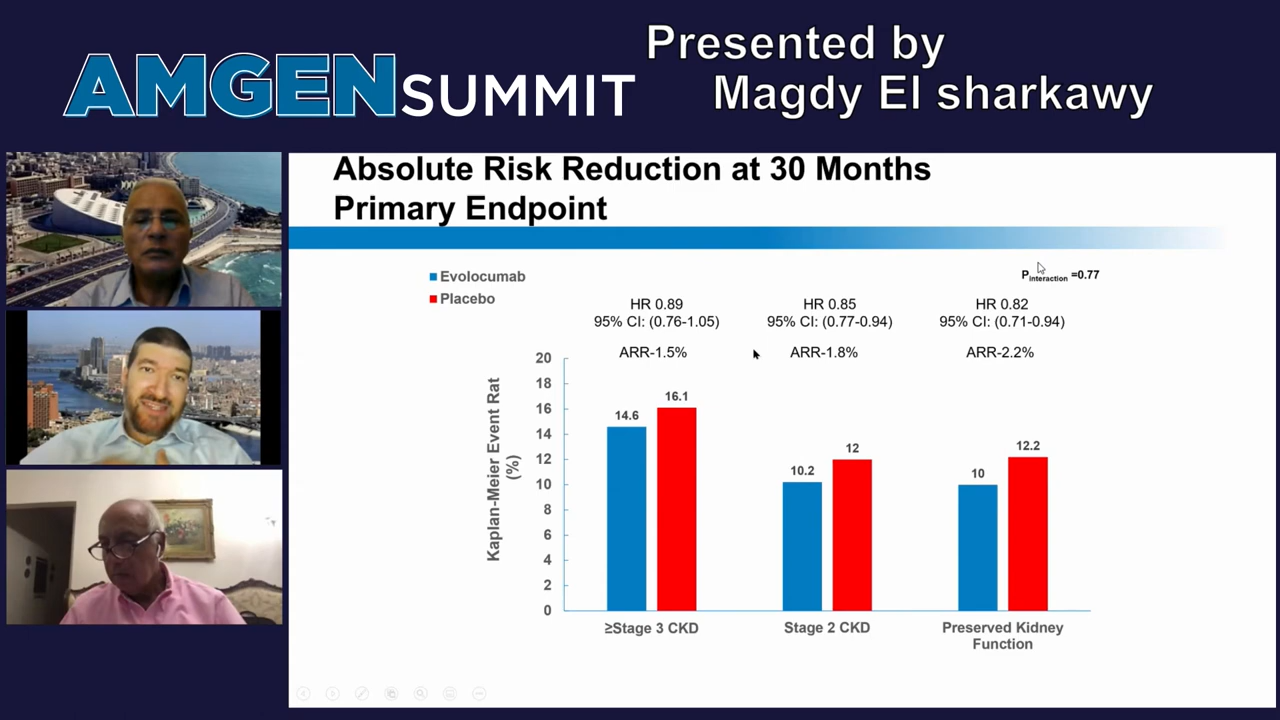 AMGEN SUMMIT
Presented by
Magdy El sharkawy
Absolute Risk Reduction at 30 Months
Primary Endpoint
Evolocumab
Placebo
Pinteraction =0.77
HR 0.89
95% CI: (0.76-1.05)
ARR-1.5%
HR 0.85
95% CI: (0.77-0.94)
ARR-1.8%
HR 0.82
95% CI: (0.71-0.94)
ARR-2.2%
Kaplan-Meier Event Rat
(%)
20
18
16
14
12
10
8
6
4
2
0
14.6
16.1
10.2
12
10
12.2
≥Stage 3 CKD
Stage 2 CKD
Preserved Kidney
Function